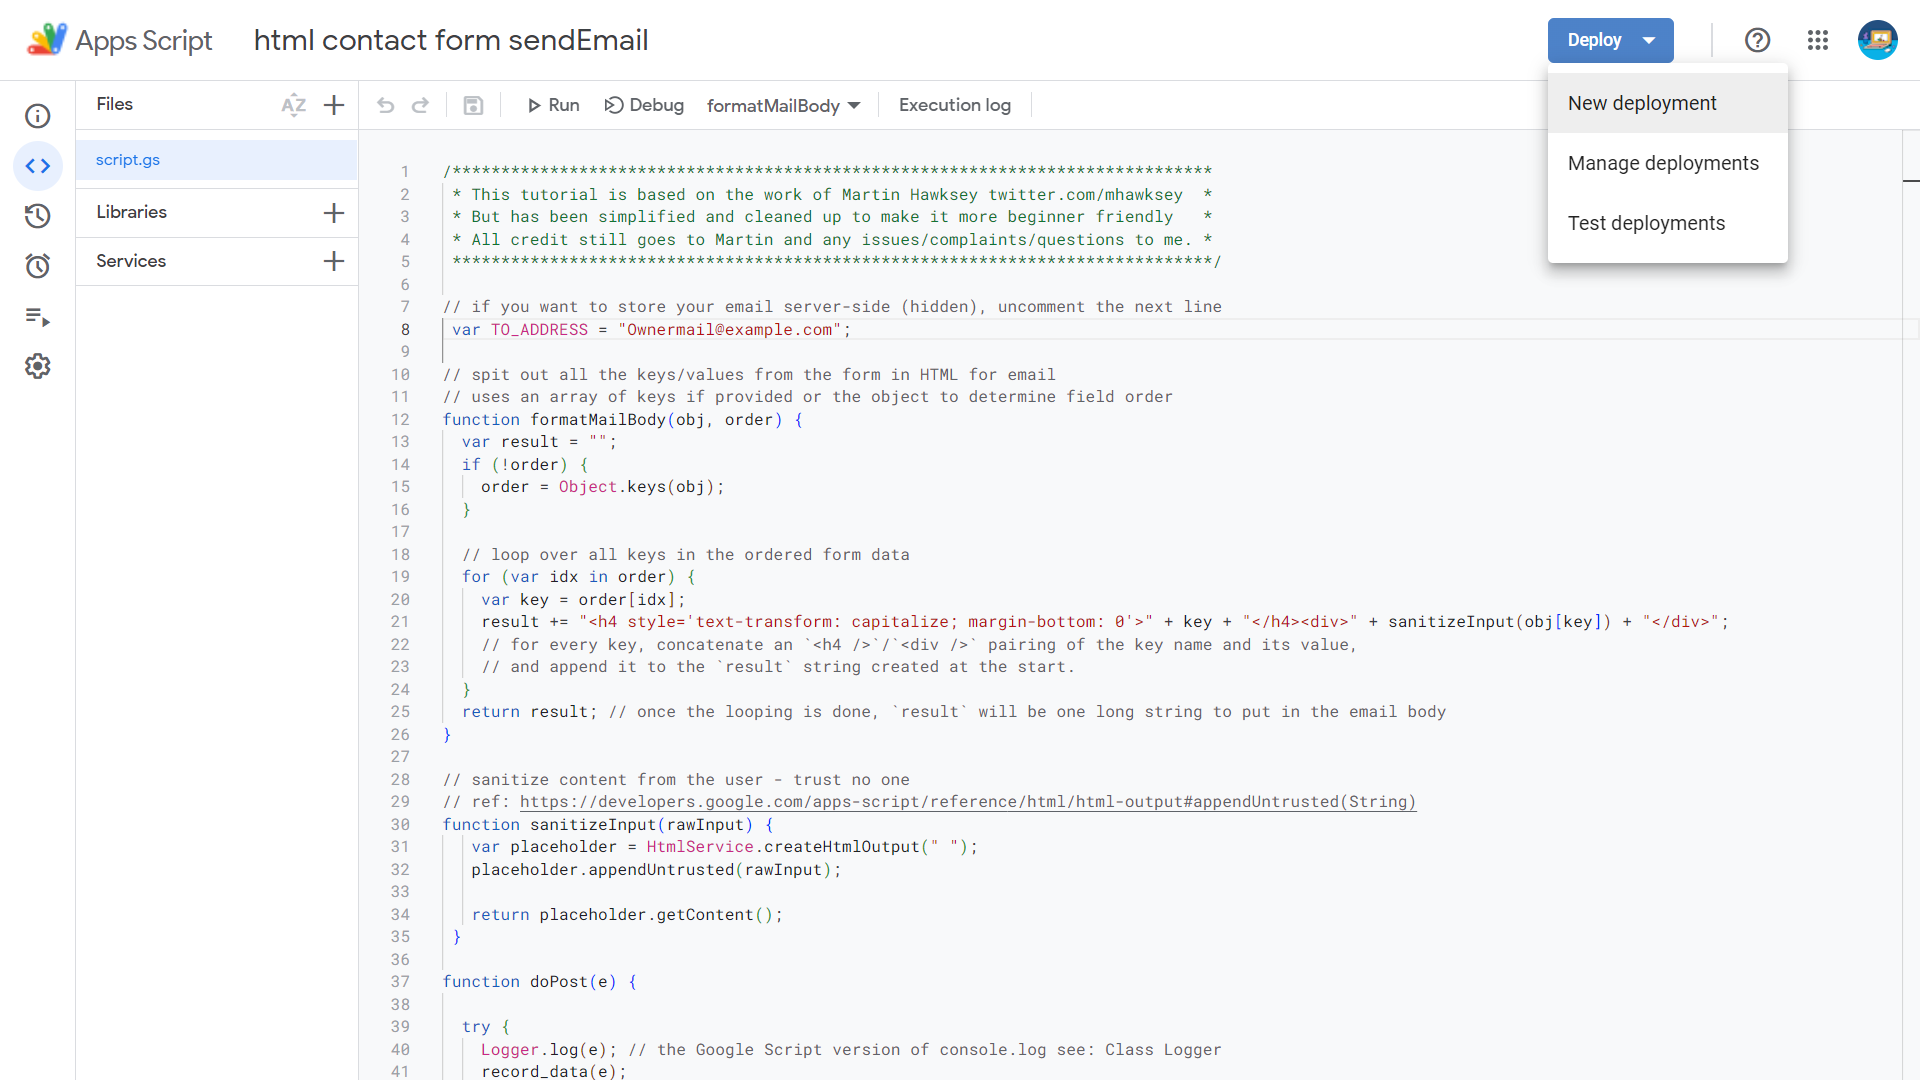 Apps Script
html contact form sendEmail
Deploy
New deployment
Manage deployments
Test deployments
Files
AZ
Run
Debug
formatMailBody
Execution log
script.gs
Libraries
Services
1 /******************************************************************************
2 * This tutorial is based on the work of Martin Hawksey twitter.com/mhawksey *
3 * But has been simplified and cleaned up to make it more beginner friendly *
4 * All credit still goes to Martin and any issues/complaints/questions to me. *
5 ******************************************************************************/
6
7 // if you want to store your email server-side (hidden), uncomment the next line
8 var TO_ADDRESS = "Ownermail@example.com";
9
10 // spit out all the keys/values from the form in HTML for email
11 // uses an array of keys if provided or the object to determine field order
12 function formatMailBody(obj, order) {
13 var result = "";
14 if (!order) {
15 order = Object.keys(obj);
16 }
17
18 // loop over all keys in the ordered form data
19 for (var idx in order) {
20 var key = order[idx];
21 result += "<h4 style='text-transform: capitalize; margin-bottom: 0'>" + key + "</h4><div>" + sanitizeInput(obj[key]) + "</div>";
22 // for every key, concatenate an `<h4 />`/`<div />` pairing of the key name and its value,
23 // and append it to the `result` string created at the start.
24 }
25 return result; // once the looping is done, `result` will be one long string to put in the email body
26 }
27
28 // sanitize content from the user - trust no one
29 // ref: https://developers.google.com/apps-script/reference/html/html-output#appendUntrusted(String)
30 function sanitizeInput(rawInput) {
31 var placeholder = HtmlService.createHtmlOutput(" ");
32 placeholder.appendUntrusted(rawInput);
33
34 return placeholder.getContent();
35 }
36
37 function doPost(e) {
38
39 try {
40 Logger.log(e); // the Google Script version of console.log see: Class Logger
41 record_data(e);